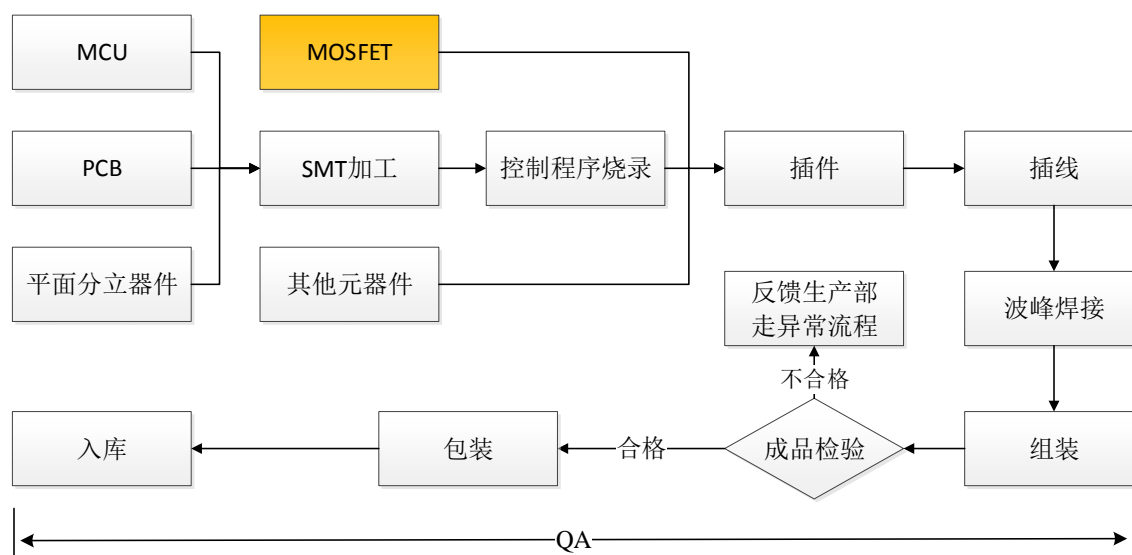 MCU
MOSFET
PCB
SMT加工
控制程序烧录
插件
插线
平面分立器件
其他元器件
反馈生产部
走异常流程
波峰焊接
不合格
入库
包装
合格
成品检验
组装
QA